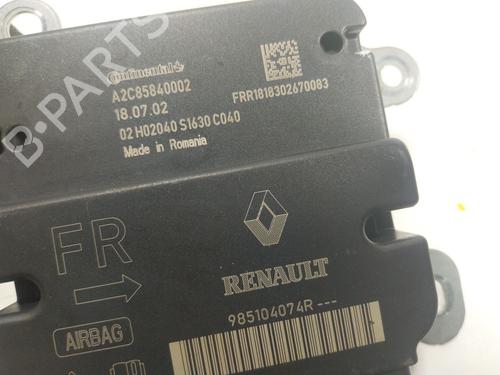 B-PARTS
Continental
A2C85840002
18.07.02
FRR1818302670083
02 H02040 S1630 C040
Made in Romania
FR
RENAULT
985104074R ---
AIRBAG